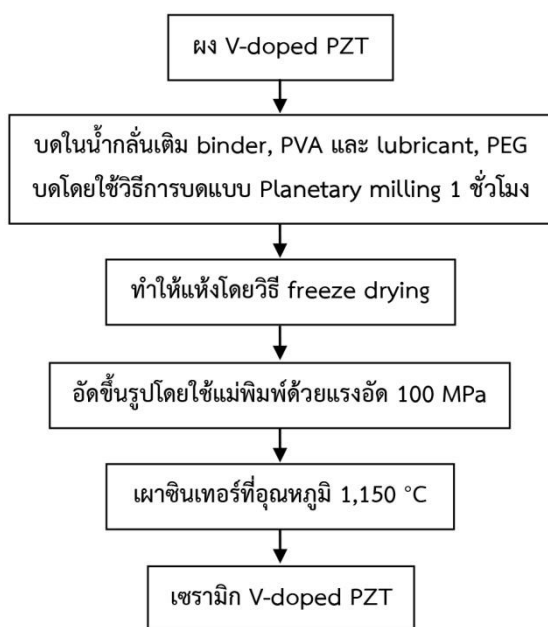 ผง V-doped PZT
บดในน้ำกลั่นเติม binder, PVA และ lubricant, PEG
บดโดยใช้วิธีการบดแบบ Planetary milling 1 ชั่วโมง
ทำให้แห้งโดยวิธี freeze drying
อัดขึ้นรูปโดยใช้แม่พิมพ์ด้วยแรงอัด 100 MPa
เผาซินเทอร์ที่อุณหภูมิ 1,150 °C
เซรามิก V-doped PZT